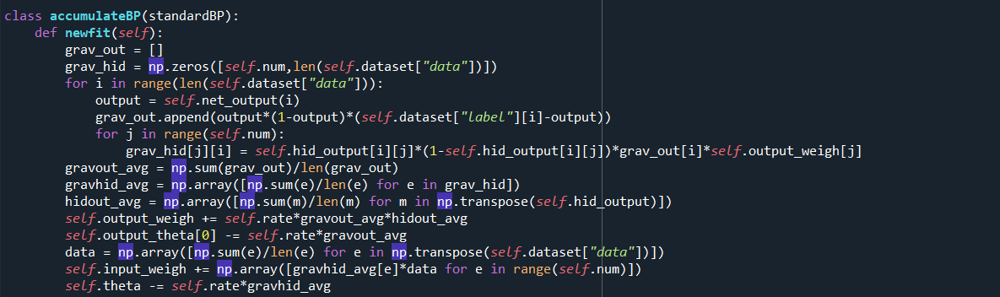 class accumulateBP(standardBP):
    def newfit(self):
        grav_out = []
        grav_hid = np.zeros([self.num,len(self.dataset["data"])])
        for i in range(len(self.dataset["data"])):
            output = self.net_output(i)
            grav_out.append(output*(1-output)*(self.dataset["label"][i]-output))
            for j in range(self.num):
                grav_hid[j][i] = self.hid_output[i][j]*(1-self.hid_output[i][j])*grav_out[i]*self.output_weigh[j]
        gravout_avg = np.sum(grav_out)/len(grav_out)
        gravhid_avg = np.array([np.sum(e)/len(e) for e in grav_hid])
        hidout_avg = np.array([np.sum(m)/len(m) for m in np.transpose(self.hid_output)])
        self.output_weigh += self.rate*gravout_avg*hidout_avg
        self.output_theta[0] -= self.rate*gravout_avg
        data = np.array([np.sum(e)/len(e) for e in np.transpose(self.dataset["data"])])
        self.input_weigh += np.array([gravhid_avg[e]*data for e in range(self.num)])
        self.theta -= self.rate*gravhid_avg